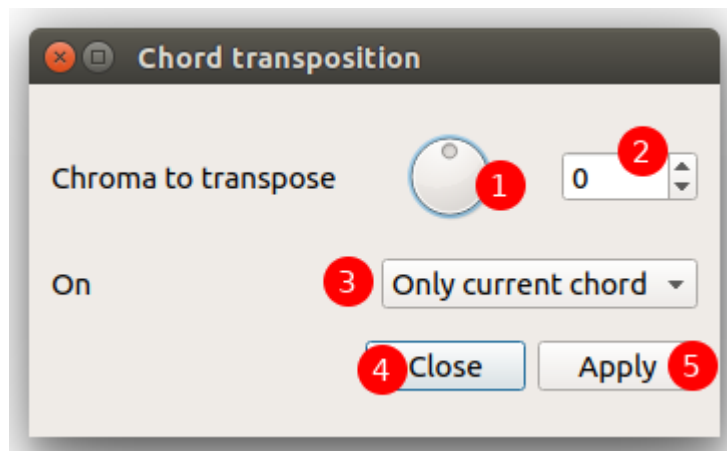 Chord transposition
Chroma to transpose 1 0 2
On 3 Only current chord
4 Close Apply 5